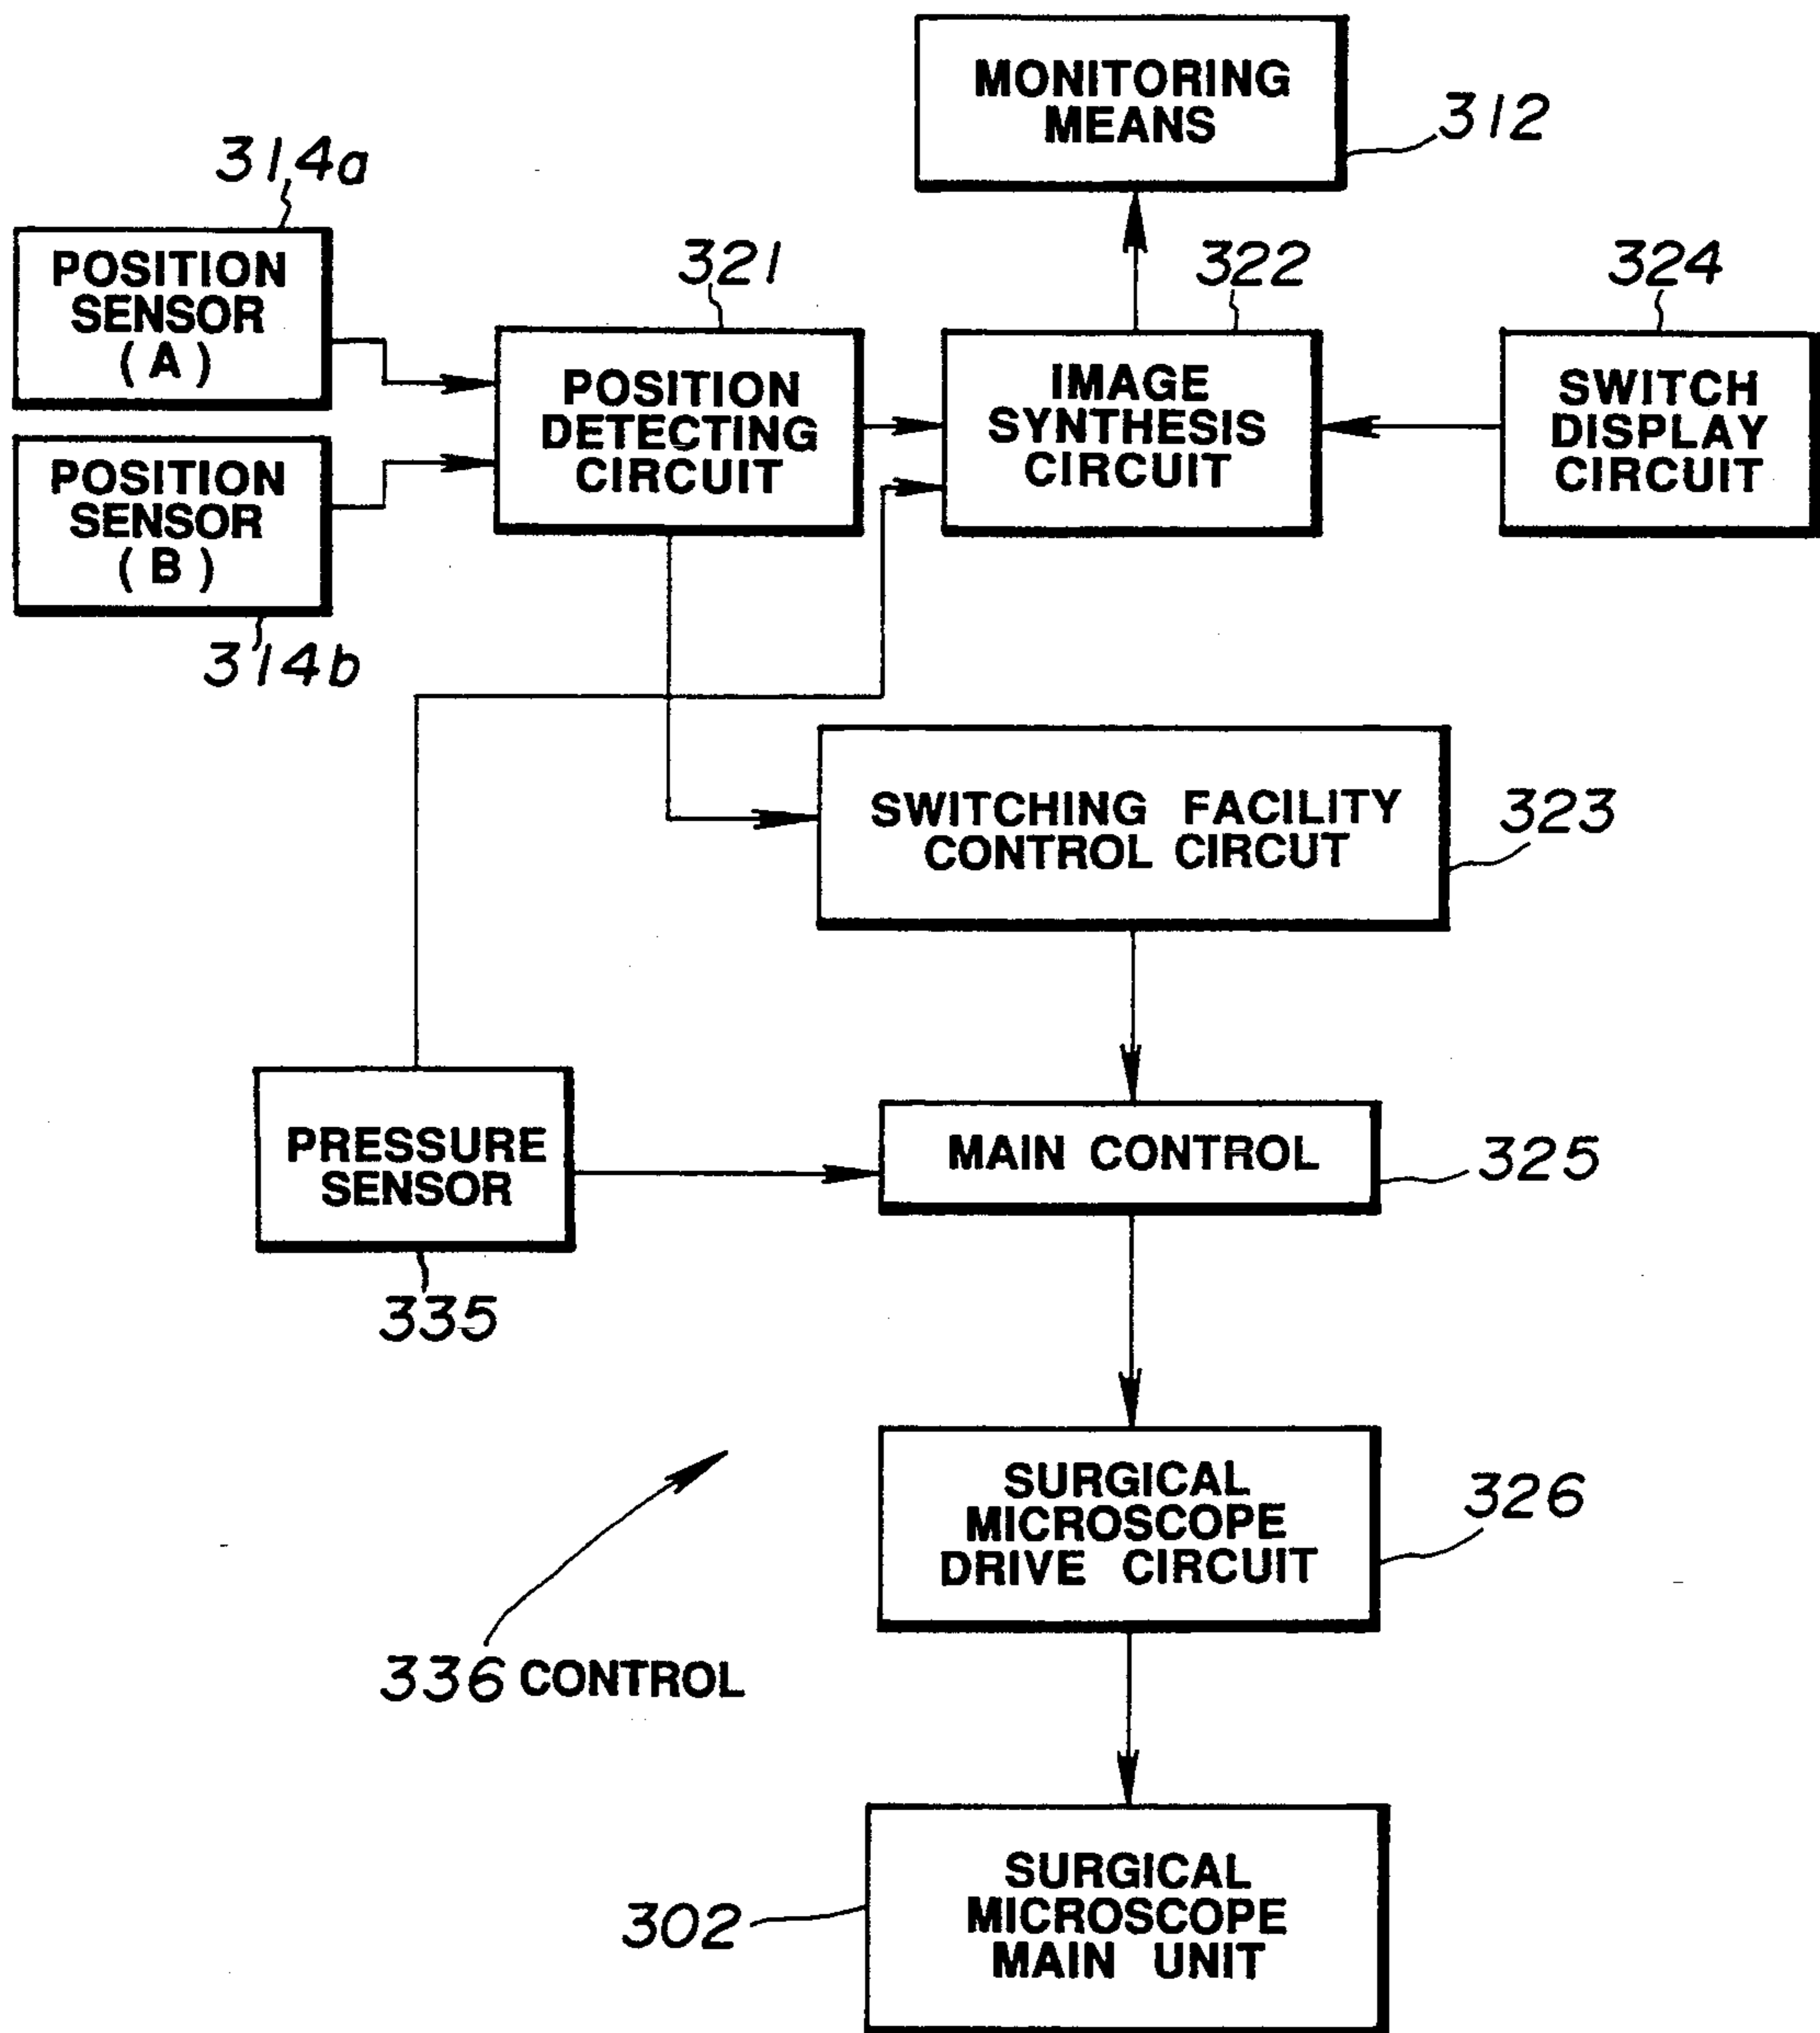 MONITORING
MEANS
312
314a
POSITION
SENSOR
( A )
321
322
324
POSITION
DETECTING
CIRCUIT
IMAGE
SYNTHESIS
CIRCUIT
SWITCH
DISPLAY
CIRCUIT
POSITION
SENSOR
( B )
314b
SWITCHING FACILITY
CONTROL CIRCUT
323
PRESSURE
SENSOR
335
MAIN CONTROL
325
SURGICAL
MICROSCOPE
DRIVE CIRCUIT
326
336 CONTROL
SURGICAL
MICROSCOPE
MAIN UNIT
302